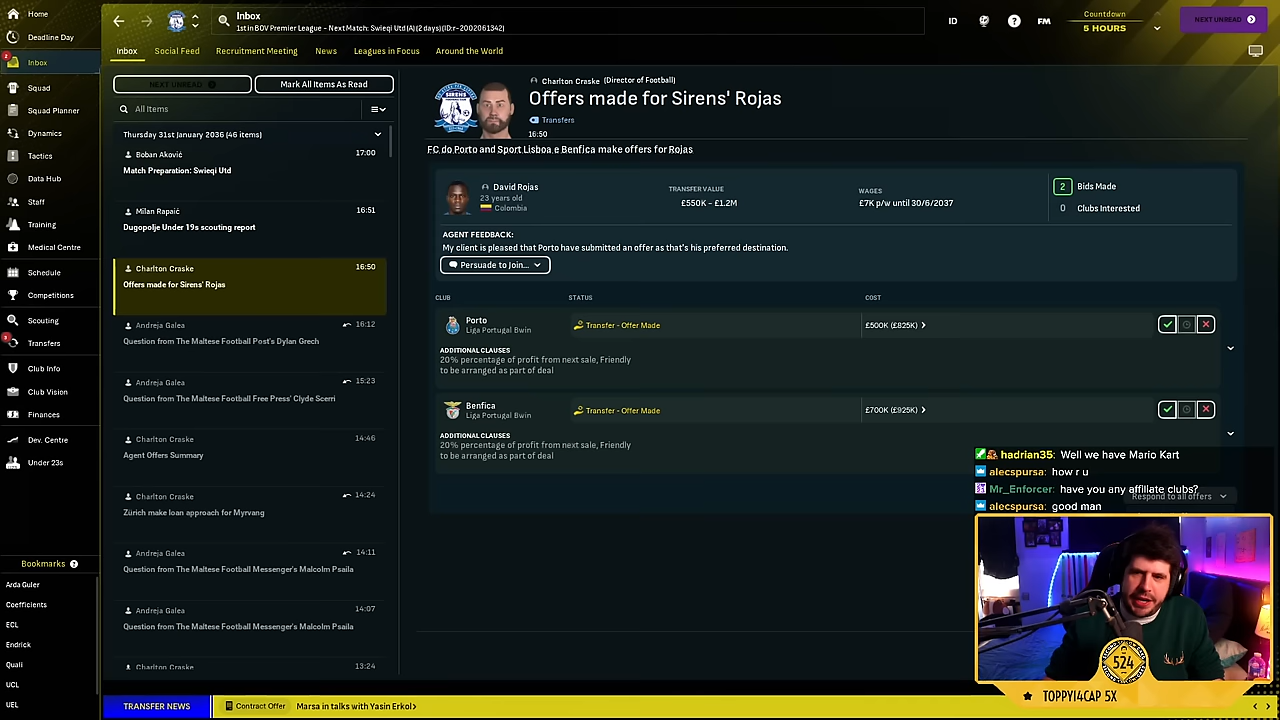 Home
Deadline Day
2
Inbox
Squad
Squad Planner
Dynamics
Tactics
Data Hub
Staff
Training
Medical Centre
Schedule
Competitions
Scouting
3
Transfers
Club Info
Club Vision
Finances
Dev. Centre
Under 23s
Bookmarks ?
Arda Guler
Coefficients
ECL
Endrick
Quali
UCL
UEL
Inbox
1st in BOV Premier League - Next Match: Swieqi Utd (A) (2 days) (ID:r-2002061342)
ID
?
FM
Countdown
5 HOURS
NEXT UNREAD
Inbox
Social Feed
Recruitment Meeting
News
Leagues in Focus
Around the World
NEXT UNREAD
Mark All Items As Read
All Items
Thursday 31st January 2036 (46 items)
Boban Aković 17:00
Match Preparation: Swieqi Utd
Milan Rapaić 16:51
Dugopolje Under 19s scouting report
Charlton Craske 16:50
Offers made for Sirens' Rojas
Andreja Galea 16:12
Question from The Maltese Football Post's Dylan Grech
Andreja Galea 15:23
Question from The Maltese Football Free Press' Clyde Scerri
Charlton Craske 14:46
Agent Offers Summary
Charlton Craske 14:24
Zürich make loan approach for Myrvang
Andreja Galea 14:11
Question from The Maltese Football Messenger's Malcolm Psaila
Andreja Galea 14:07
Question from The Maltese Football Messenger's Malcolm Psaila
Charlton Craske 13:24
SIRENS
Charlton Craske (Director of Football)
Offers made for Sirens' Rojas
Transfers
16:50
FC do Porto and Sport Lisboa e Benfica make offers for Rojas
David Rojas
23 years old
Colombia
TRANSFER VALUE
£550K - £1.2M
WAGES
£7K p/w until 30/6/2037
2 Bids Made
0 Clubs Interested
AGENT FEEDBACK:
My client is pleased that Porto have submitted an offer as that's his preferred destination.
Persuade to Join...
CLUB STATUS COST
Porto
Liga Portugal Bwin
Transfer - Offer Made
£500K (£825K)
ADDITIONAL CLAUSES
20% percentage of profit from next sale, Friendly
to be arranged as part of deal
Benfica
Liga Portugal Bwin
Transfer - Offer Made
£700K (£925K)
ADDITIONAL CLAUSES
20% percentage of profit from next sale, Friendly
to be arranged as part of deal
Respond to all offers
hadrian35: Well we have Mario Kart
alecspursa: how r u
Mr_Enforcer: have you any affiliate clubs?
alecspursa: good man
524
TOPPYI4CAP 5X
TRANSFER NEWS
Contract Offer
Marsa in talks with Yasin Erkol